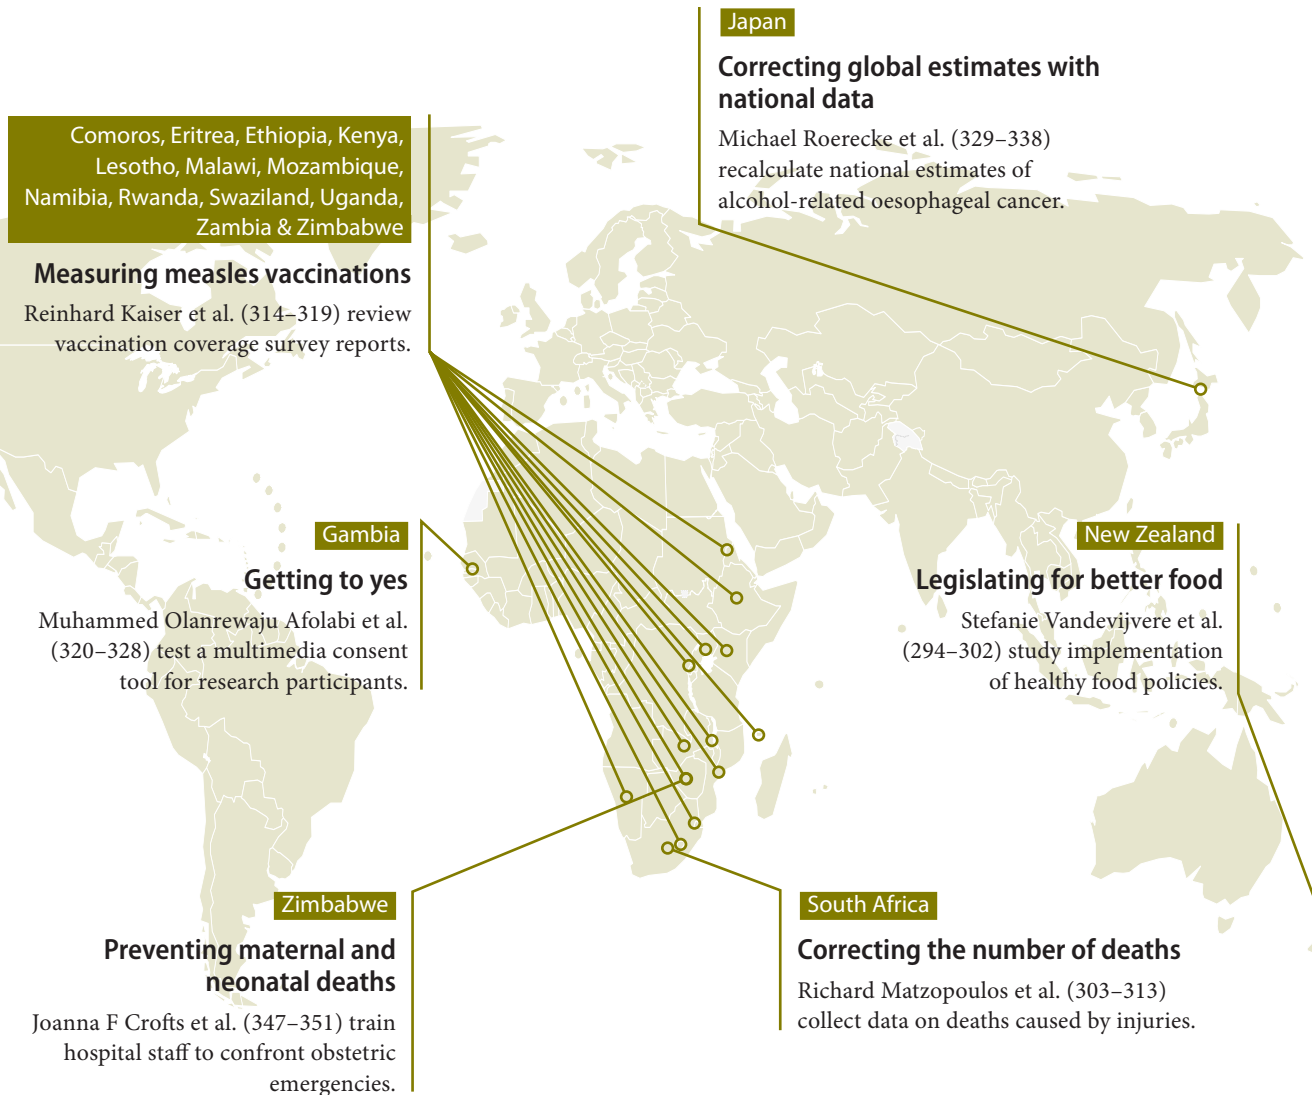 Japan
Correcting global estimates with
national data
Michael Roerecke et al. (329–338)
recalculate national estimates of
alcohol-related oesophageal cancer.
Comoros, Eritrea, Ethiopia, Kenya,
Lesotho, Malawi, Mozambique,
Namibia, Rwanda, Swaziland, Uganda,
Zambia & Zimbabwe
Measuring measles vaccinations
Reinhard Kaiser et al. (314–319) review
vaccination coverage survey reports.
Gambia
Getting to yes
Muhammed Olanrewaju Afolabi et al.
(320–328) test a multimedia consent
tool for research participants.
New Zealand
Legislating for better food
Stefanie Vandevijvere et al.
(294–302) study implementation
of healthy food policies.
Zimbabwe
Preventing maternal and
neonatal deaths
Joanna F Crofts et al. (347–351) train
hospital staff to confront obstetric
emergencies.
South Africa
Correcting the number of deaths
Richard Matzopoulos et al. (303–313)
collect data on deaths caused by injuries.